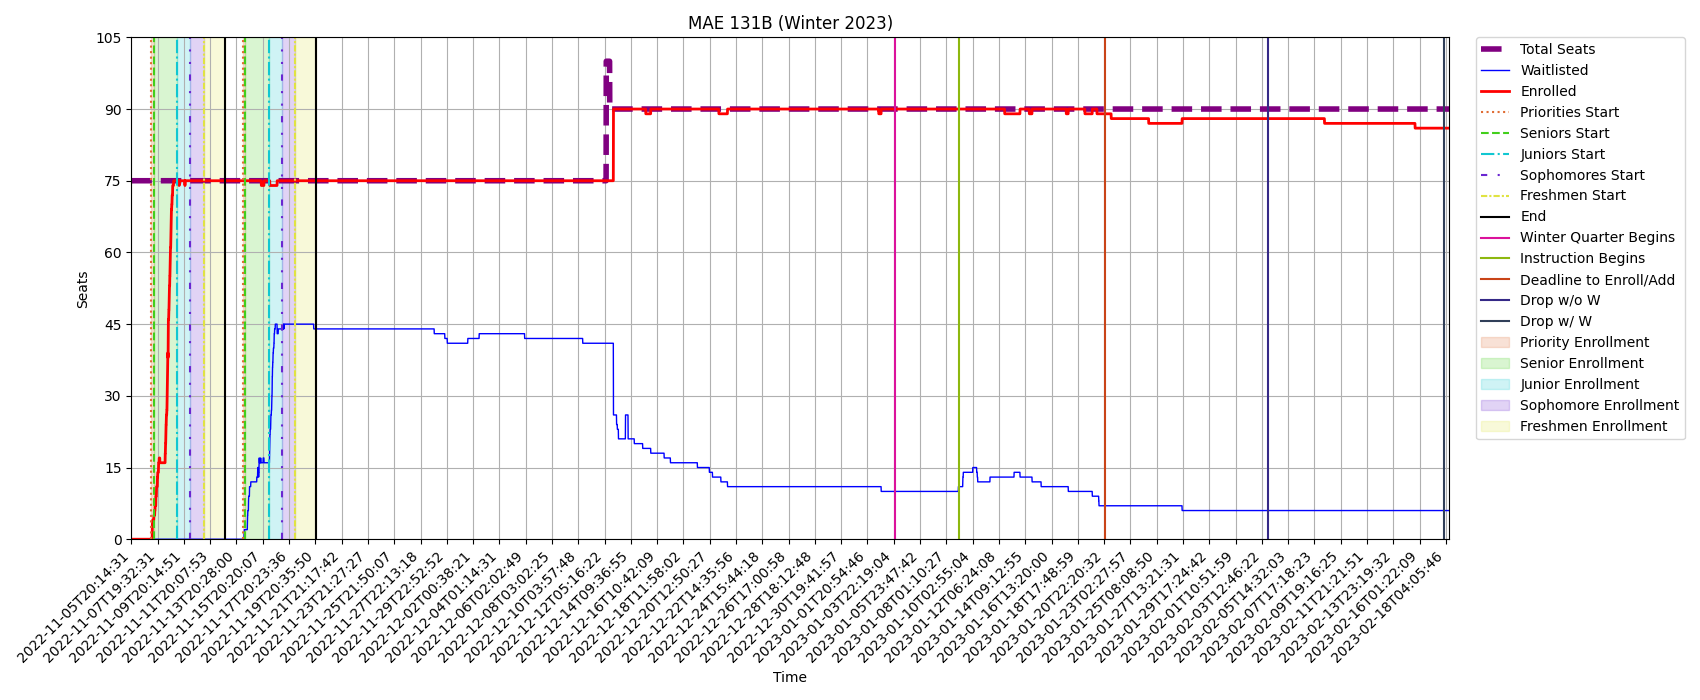 MAE 131B (Winter 2023)
105
90
75
60
45
30
15
0
Seats
2022-11-05T20:14:31
2022-11-07T19:32:31
2022-11-09T20:14:51
2022-11-11T20:07:53
2022-11-13T20:28:00
2022-11-15T20:20:07
2022-11-17T20:23:36
2022-11-19T20:35:50
2022-11-21T21:17:42
2022-11-23T21:27:27
2022-11-25T21:50:07
2022-11-27T22:13:18
2022-11-29T22:52:52
2022-12-02T00:38:21
2022-12-04T01:14:31
2022-12-06T02:02:49
2022-12-08T03:02:25
2022-12-10T03:57:48
2022-12-12T05:16:22
2022-12-14T09:36:55
2022-12-16T10:42:09
2022-12-18T11:58:02
2022-12-20T12:50:27
2022-12-22T14:35:56
2022-12-24T15:44:18
2022-12-26T17:00:58
2022-12-28T18:12:48
2022-12-30T19:41:57
2023-01-01T20:54:46
2023-01-03T22:19:04
2023-01-05T23:47:42
2023-01-08T01:10:27
2023-01-10T02:55:04
2023-01-12T06:24:08
2023-01-14T09:12:55
2023-01-16T13:20:00
2023-01-18T17:48:59
2023-01-20T22:20:32
2023-01-23T02:27:57
2023-01-25T08:08:50
2023-01-27T13:21:31
2023-01-29T17:24:42
2023-02-01T10:51:59
2023-02-03T12:46:22
2023-02-05T14:32:03
2023-02-07T17:18:23
2023-02-09T19:16:25
2023-02-11T21:21:51
2023-02-13T23:19:32
2023-02-16T01:22:09
2023-02-18T04:05:46
Time
Total Seats
Waitlisted
Enrolled
Priorities Start
Seniors Start
Juniors Start
Sophomores Start
Freshmen Start
End
Winter Quarter Begins
Instruction Begins
Deadline to Enroll/Add
Drop w/o W
Drop w/ W
Priority Enrollment
Senior Enrollment
Junior Enrollment
Sophomore Enrollment
Freshmen Enrollment